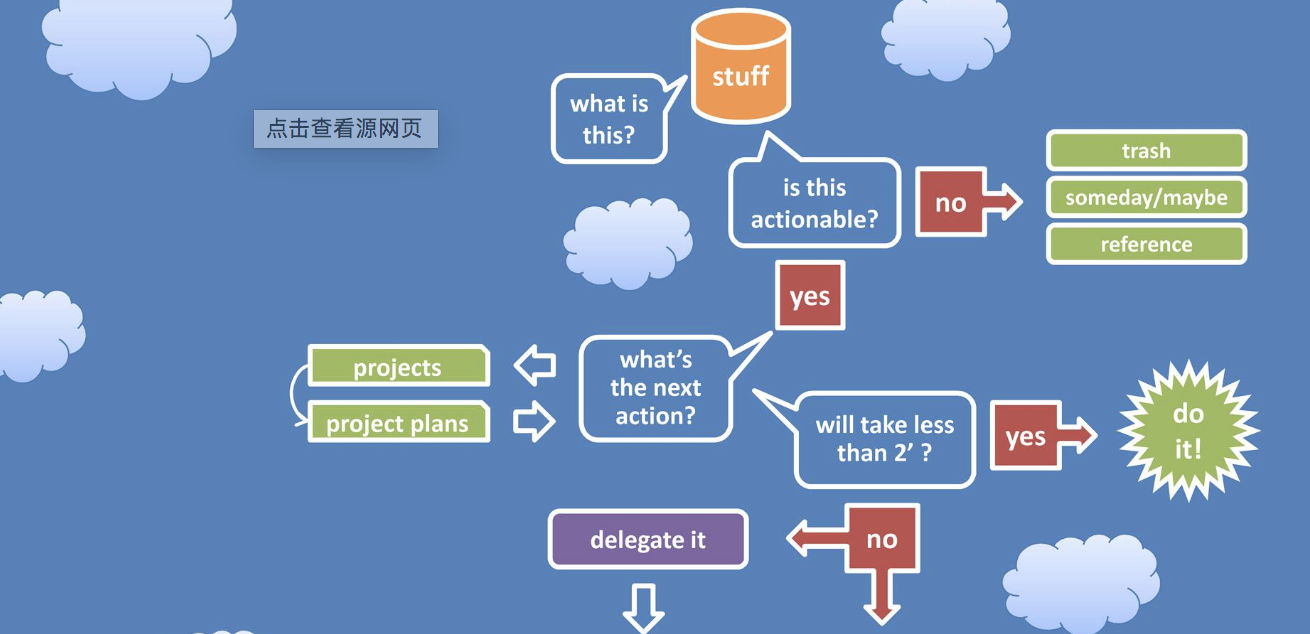 stuff
what is
this?
点击查看源网页
is this
actionable?
no
trash
someday/maybe
reference
yes
what's
the next
action?
projects
project plans
will take less
than 2' ?
yes
do
it!
no
delegate it